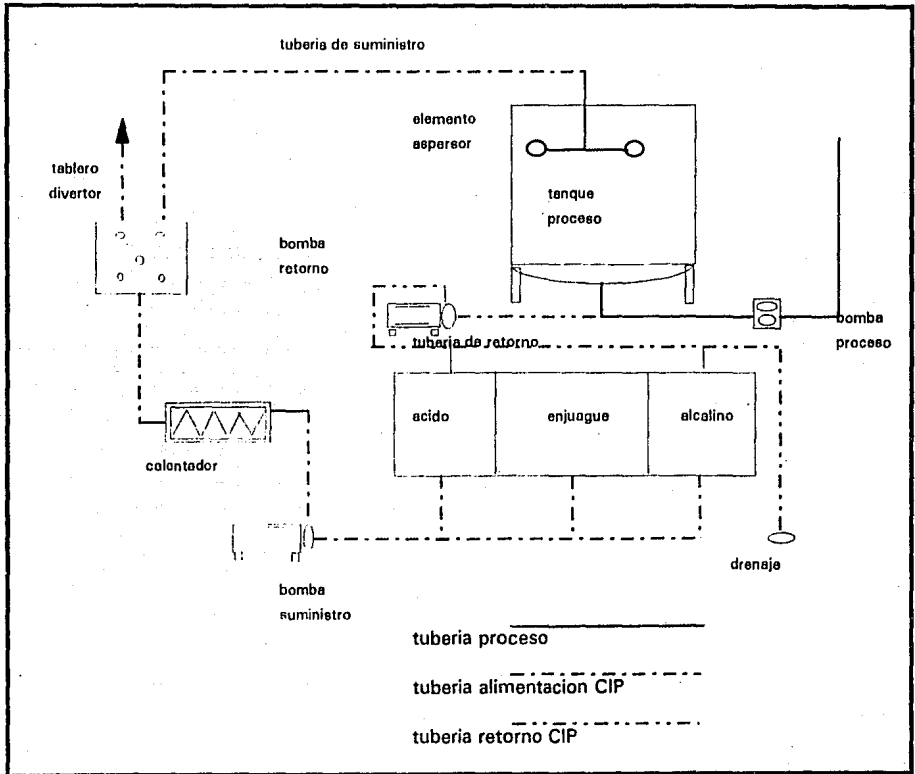 tuberia de suministro
elemento
aspersor
tablero
divertor
tanque
proceso
bomba
retorno
bomba
proceso
tuberia de retorno
acido
enjuague
alcalino
calentador
drenaje
bomba
suministro
tuberia proceso
tuberia alimentacion CIP
tuberia retorno CIP